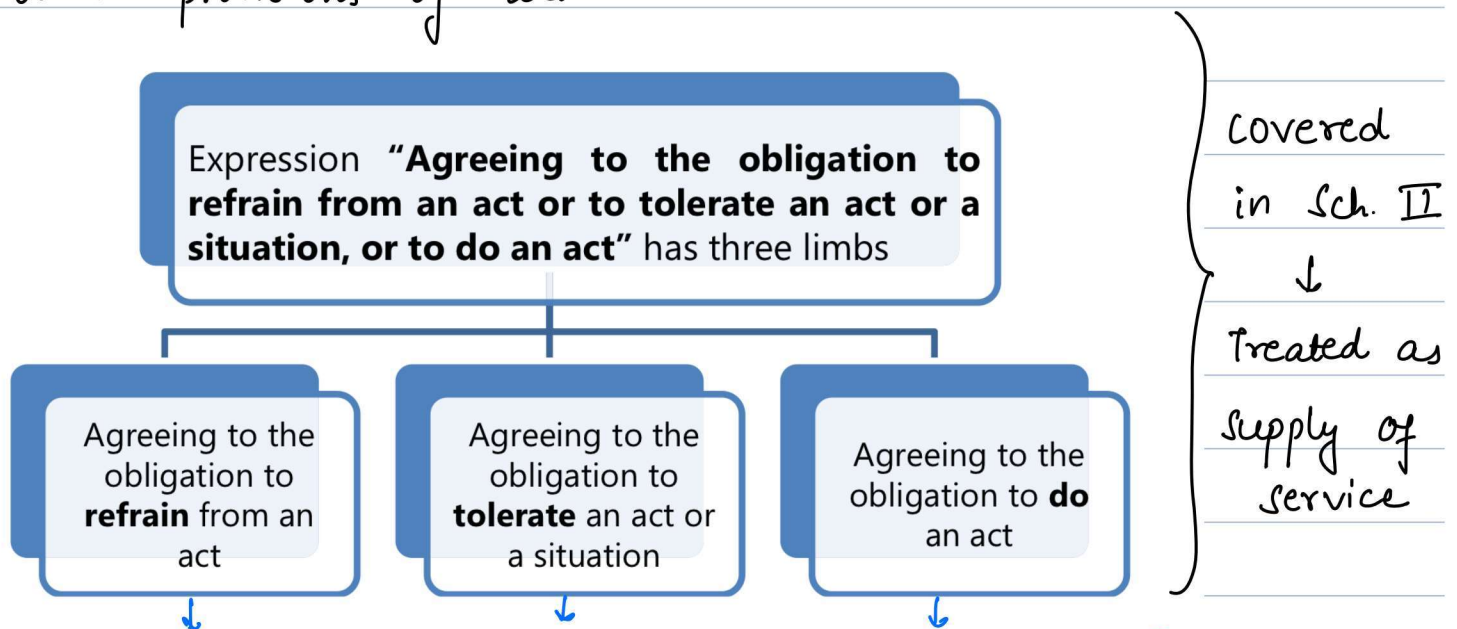 Expression “Agreeing to the obligation to
refrain from an act or to tolerate an act or a
situation, or to do an act” has three limbs
Agreeing to the
obligation to
refrain from an
act
Agreeing to the
obligation to
tolerate an act or
a situation
Agreeing to the
obligation to do
an act
covered
in Sch. II
↓
Treated as
supply of
service